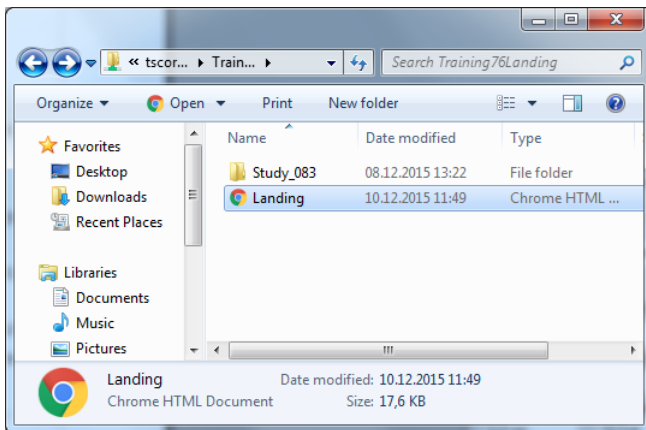 « tscor... ▸ Train... ▸ Search Training76Landing
Organize Open Print New folder
Favorites
Desktop
Downloads
Recent Places
Libraries
Documents
Music
Pictures
Name Date modified Type
Study_083 08.12.2015 13:22 File folder
Landing 10.12.2015 11:49 Chrome HTML ...
Landing Date modified: 10.12.2015 11:49
Chrome HTML Document Size: 17,6 KB